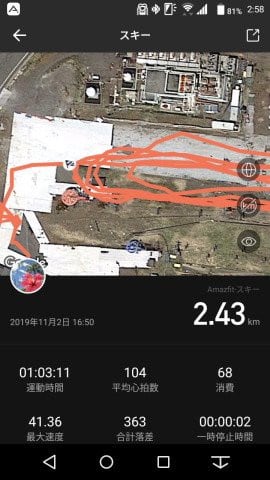 81% 2:58
スキー
km
Amazfit-スキー
2019年11月2日 16:50
2.43 km
01:03:11 104 68
運動時間 平均心拍数 消費
41.36 363 00:00:02
最大速度 合計落差 一時停止時間